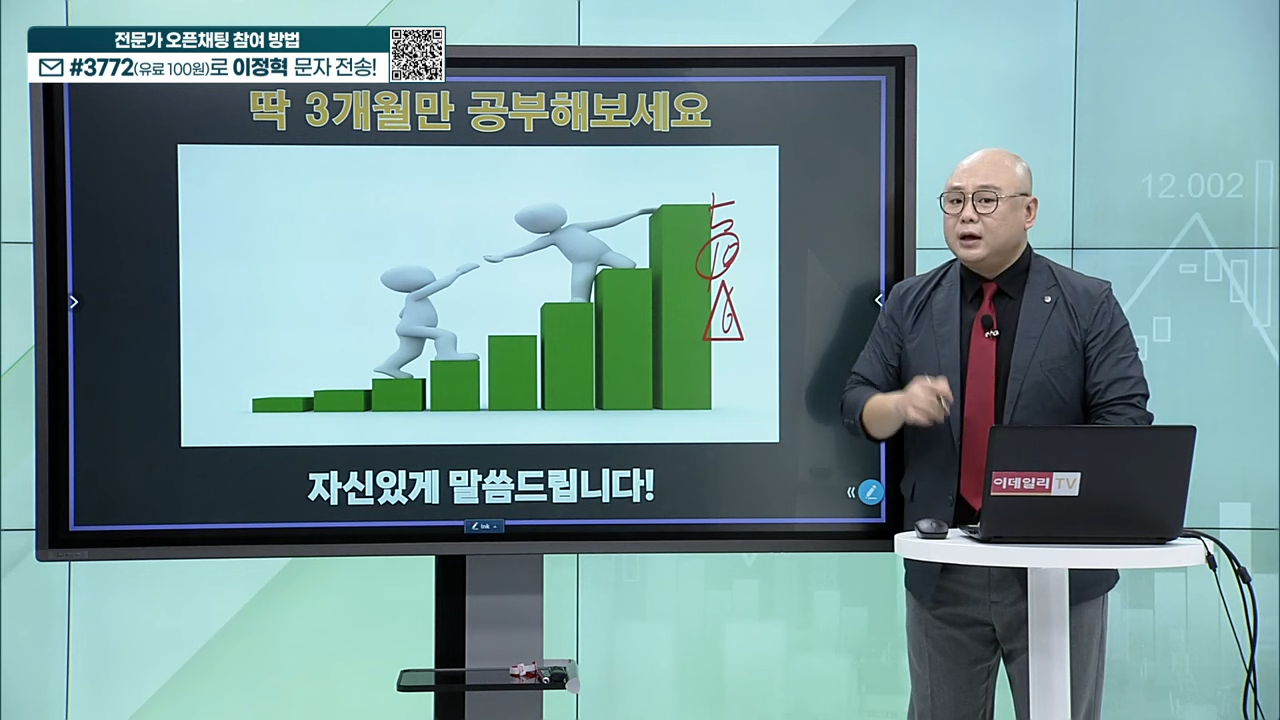 전문가 오픈채팅 참여 방법
#3772(유료 100원)로 이정혁 문자 전송!
딱 3개월만 공부해보세요
자신있게 말씀드립니다!
Ink
이데일리TV
12.002